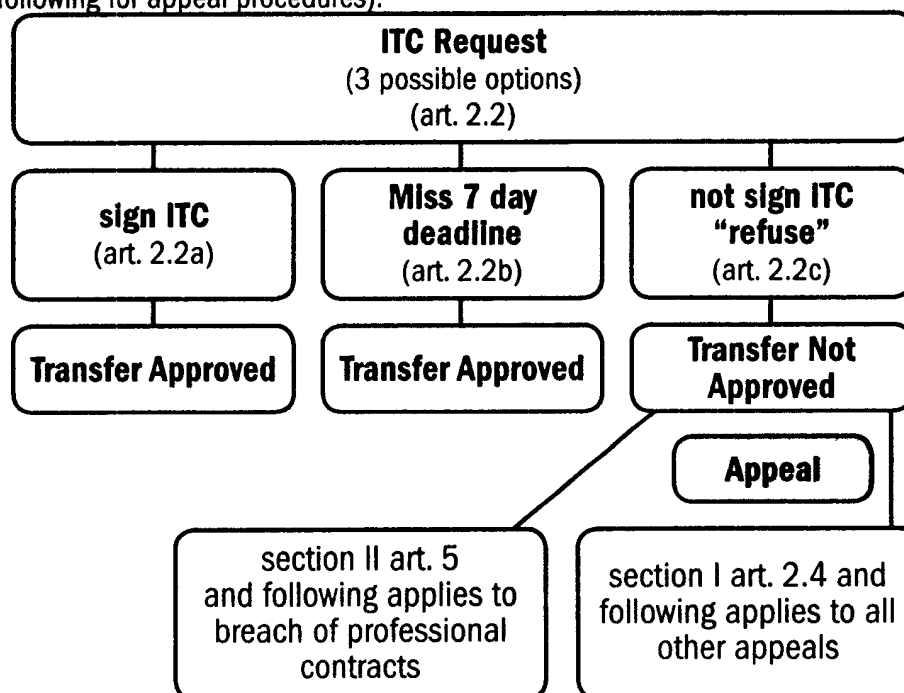 following for appeal procedures).
ITC Request
(3 possible options)
(art. 2.2)
sign ITC
(art. 2.2a)
Miss 7 day
deadline
(art. 2.2b)
not sign ITC
“refuse”
(art. 2.2c)
Transfer Approved
Transfer Approved
Transfer Not
Approved
Appeal
section II art. 5
and following applies to
breach of professional
contracts
section I art. 2.4 and
following applies to all
other appeals